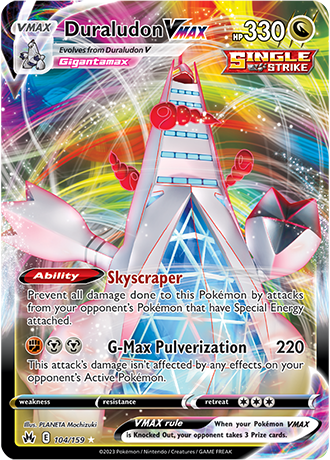 VMAX Duraludon VMAX HP 330
Evolves from Duraludon V
Gigantamax
SINGLE STRIKE
Ability Skyscraper
Prevent all damage done to this Pokémon by attacks
from your opponent's Pokémon that have Special Energy
attached.
G-Max Pulverization 220
This attack's damage isn't affected by any effects on your
opponent's Active Pokémon.
weakness resistance retreat
Illus. PLANETA Mochizuki
VMAX rule When your Pokémon VMAX
is Knocked Out, your opponent takes 3 Prize cards.
E 104/159
©2023 Pokémon / Nintendo / Creatures / GAME FREAK